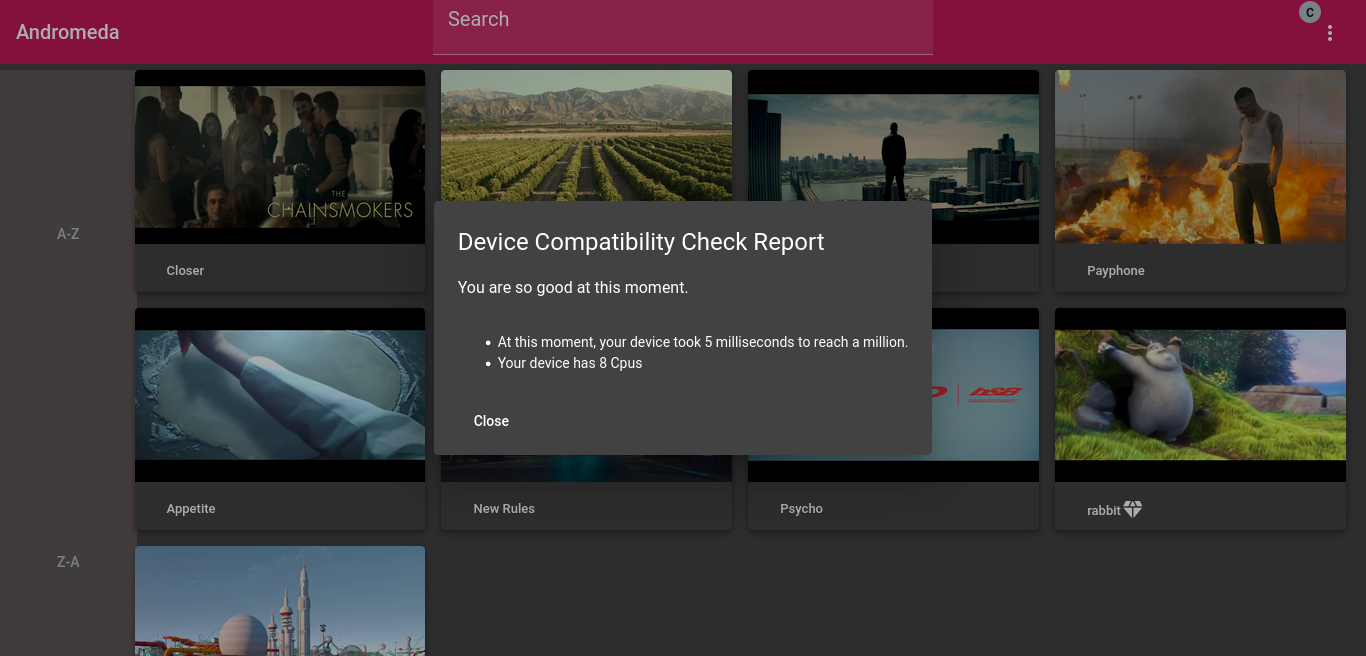 Andromeda
Search
C
THE
CHAINSMOKERS
A-Z
Closer
Payphone
Device Compatibility Check Report
You are so good at this moment.
At this moment, your device took 5 milliseconds to reach a million.
Your device has 8 Cpus
Close
Appetite
New Rules
Psycho
rabbit
Z-A